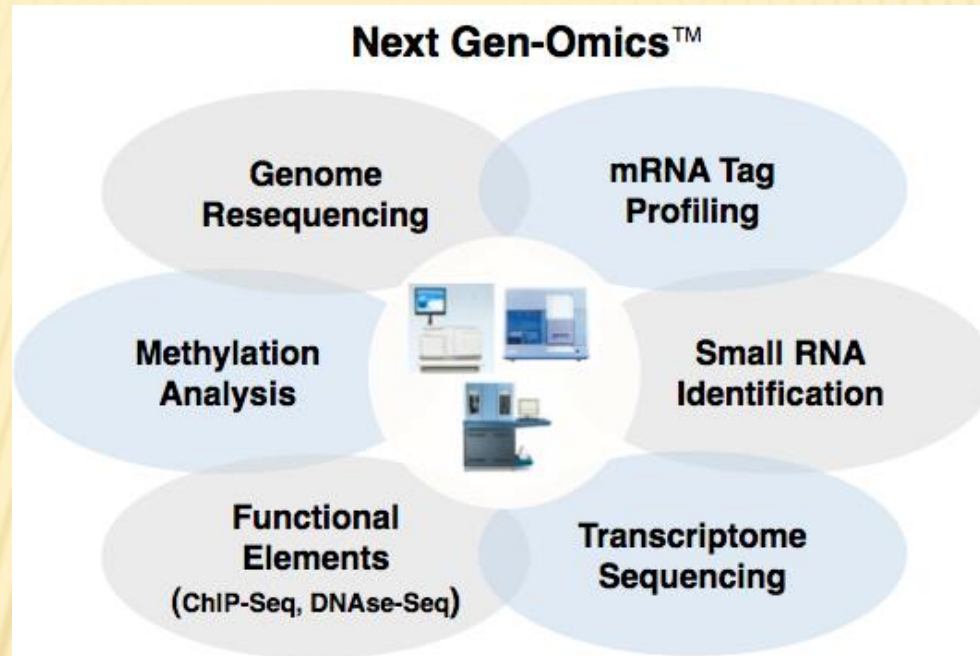 Next Gen-Omics™
Genome
Resequencing
mRNA Tag
Profiling
Methylation
Analysis
Small RNA
Identification
Functional
Elements
(ChIP-Seq, DNAse-Seq)
Transcriptome
Sequencing